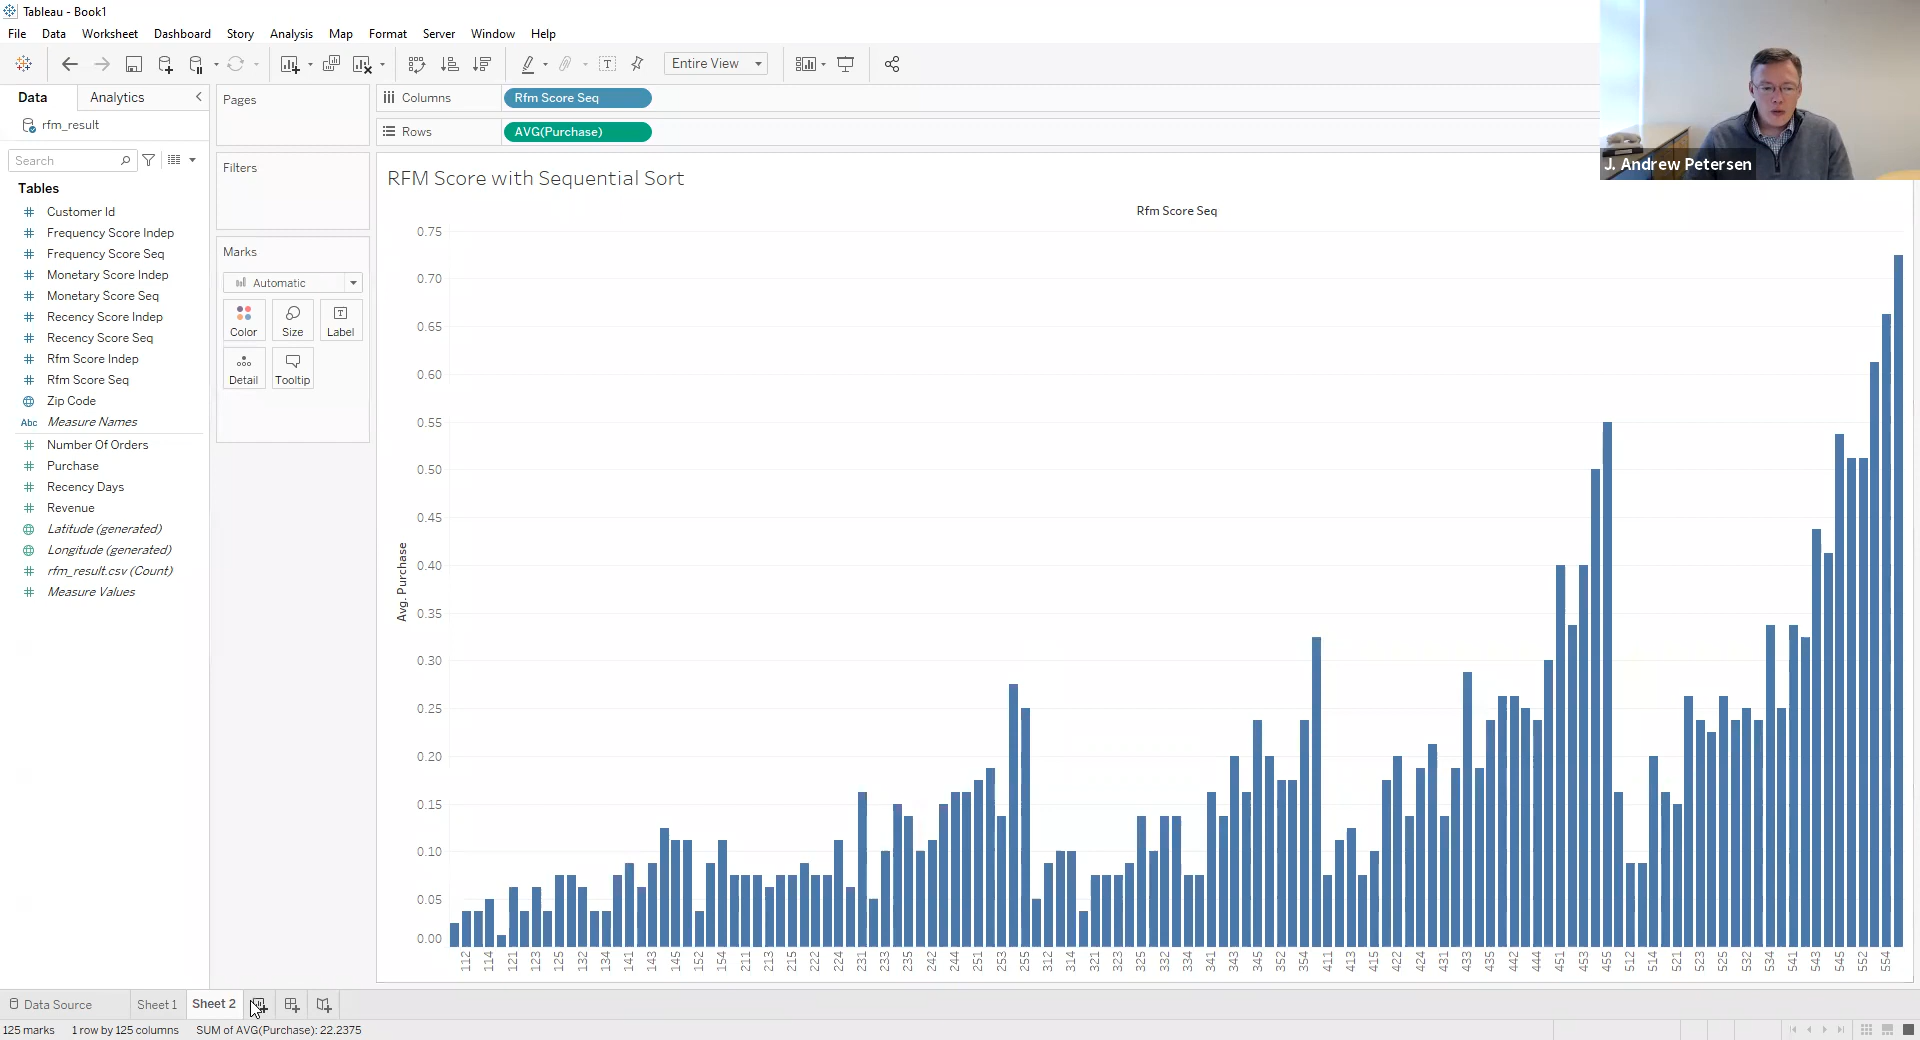 Tableau - Book1
File Data Worksheet Dashboard Story Analysis Map Format Server Window Help
Entire View
Data Analytics
rfm_result
Search
Tables
Customer Id
Frequency Score Indep
Frequency Score Seq
Monetary Score Indep
Monetary Score Seq
Recency Score Indep
Recency Score Seq
Rfm Score Indep
Rfm Score Seq
Zip Code
Abc Measure Names
Number Of Orders
Purchase
Recency Days
Revenue
Latitude (generated)
Longitude (generated)
rfm_result.csv (Count)
Measure Values
Pages
Filters
Marks
Automatic
Color Size Label
Detail Tooltip
Columns Rfm Score Seq
Rows AVG(Purchase)
J. Andrew Petersen
RFM Score with Sequential Sort
Rfm Score Seq
0.75
0.70
0.65
0.60
0.55
0.50
0.45
0.40
0.35
0.30
0.25
0.20
0.15
0.10
0.05
0.00
Avg. Purchase
112 114 121 123 125 132 134 141 143 145 152 154 211 213 215 222 224 231 233 235 242 244 251 253 255 312 314 321 323 325 332 334 341 343 345 352 354 411 413 415 422 424 431 433 435 442 444 451 453 455 512 514 521 523 525 532 534 541 543 545 552 554
Data Source Sheet 1 Sheet 2
125 marks 1 row by 125 columns SUM of AVG(Purchase): 22.2375